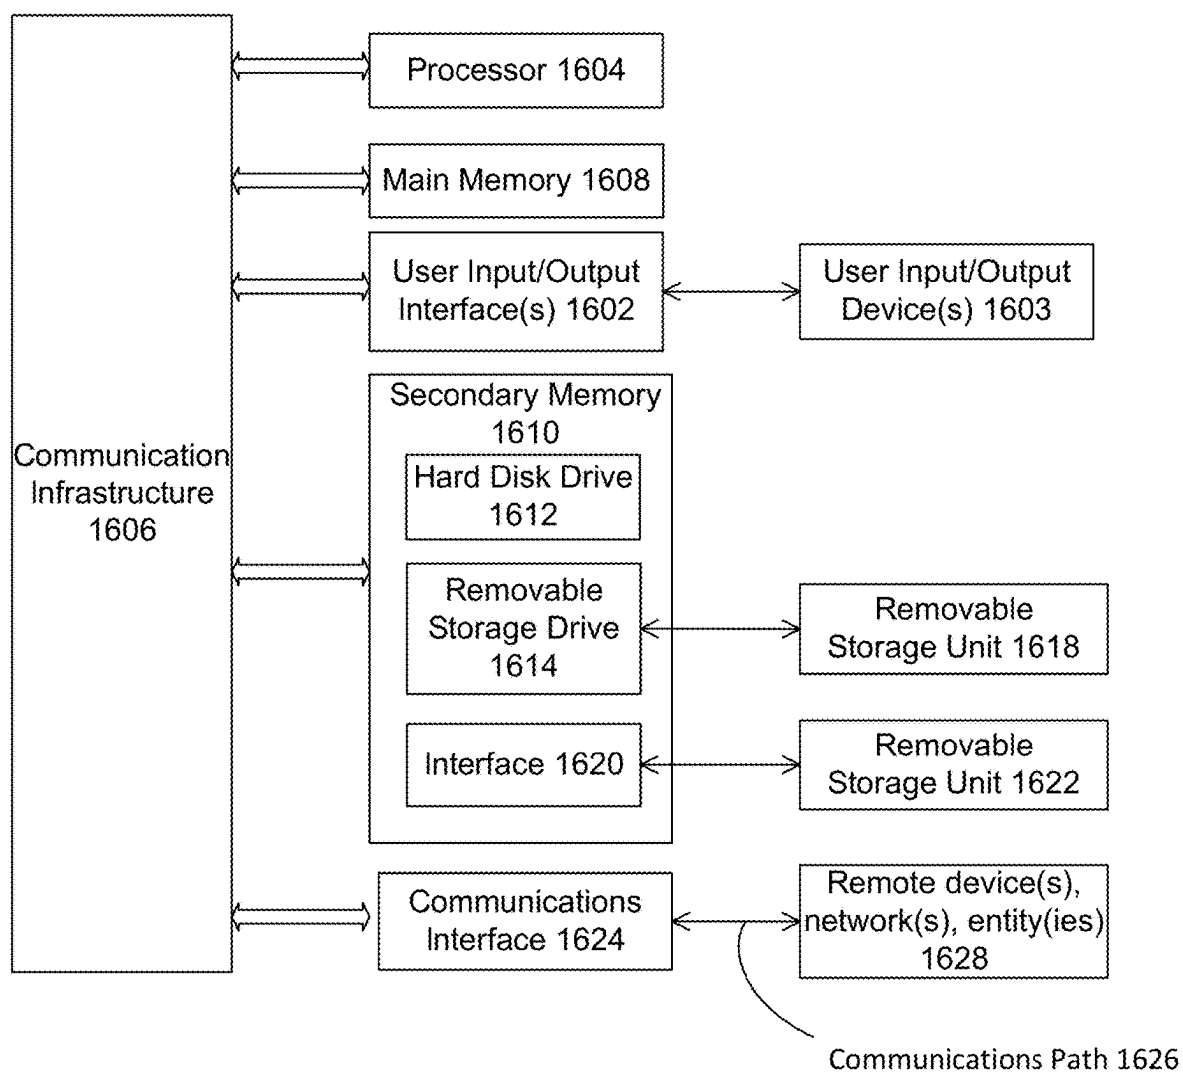 Processor 1604
Main Memory 1608
User Input/Output
Interface(s) 1602
User Input/Output
Device(s) 1603
Secondary Memory
1610
Hard Disk Drive
1612
Communication
Infrastructure
1606
Removable
Storage Drive
1614
Removable
Storage Unit 1618
Interface 1620
Removable
Storage Unit 1622
Communications
Interface 1624
Remote device(s),
network(s), entity(ies)
1628
Communications Path 1626